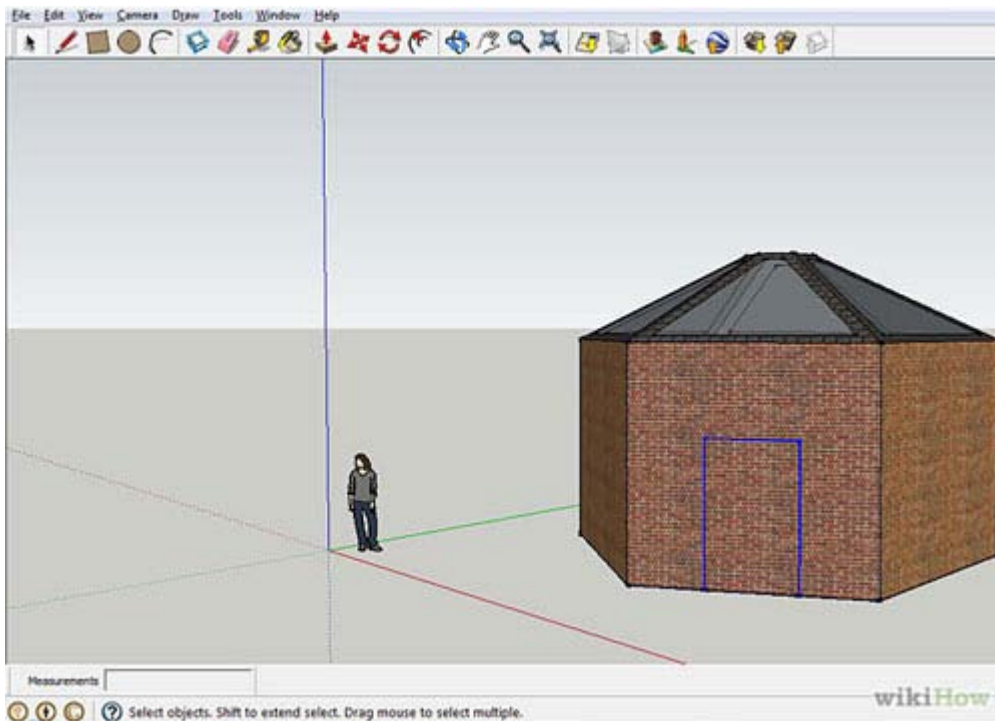 File Edit View Camera Draw Tools Window Help
Measurements
Select objects. Shift to extend select. Drag mouse to select multiple.
wikiHow